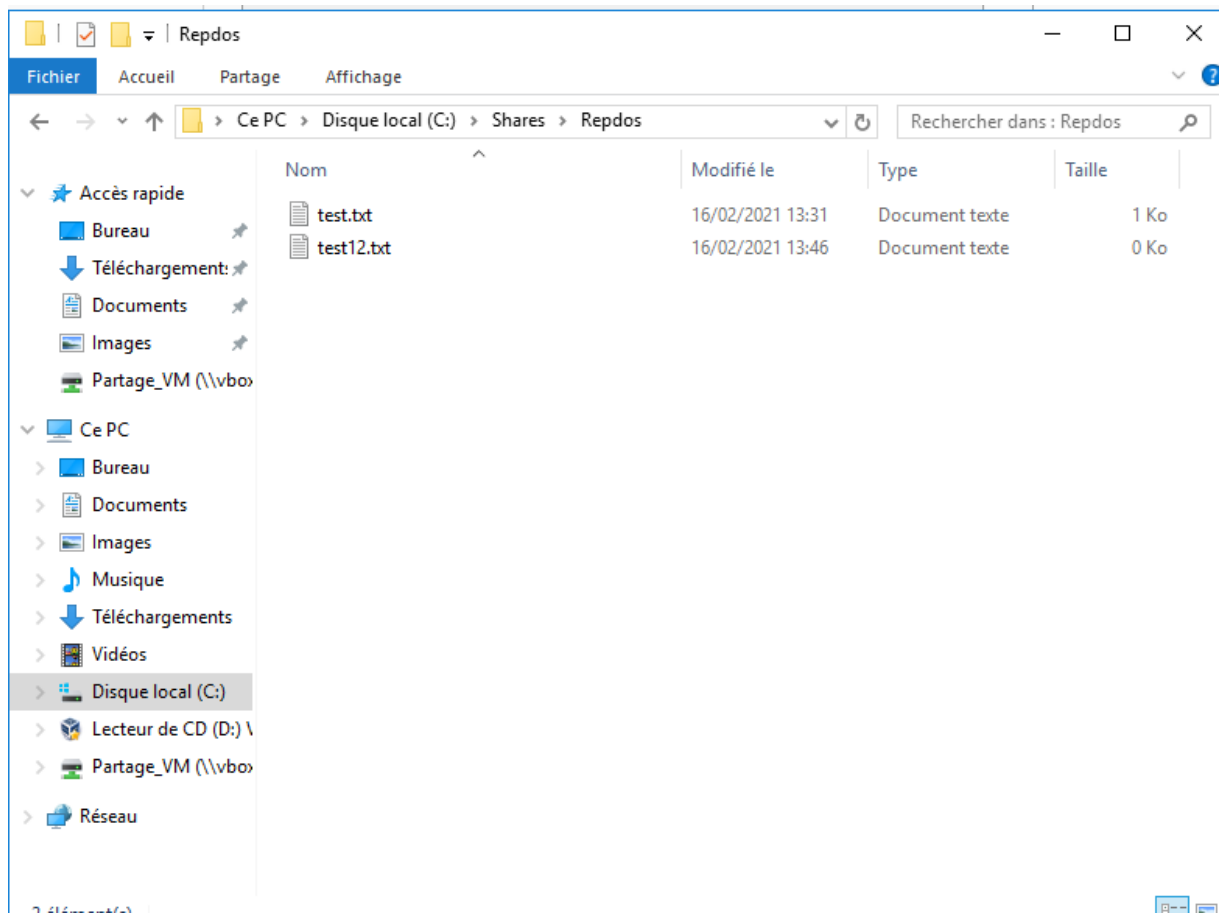 Repdos
Fichier Accueil Partage Affichage
Ce PC > Disque local (C:) > Shares > Repdos
Rechercher dans : Repdos
Nom Modifié le Type Taille
test.txt 16/02/2021 13:31 Document texte 1 Ko
test12.txt 16/02/2021 13:46 Document texte 0 Ko
Accès rapide
Bureau
Téléchargements
Documents
Images
Partage_VM (\\vbox
Ce PC
Bureau
Documents
Images
Musique
Téléchargements
Vidéos
Disque local (C:)
Lecteur de CD (D:) V
Partage_VM (\\vbox
Réseau
2 élément(s)